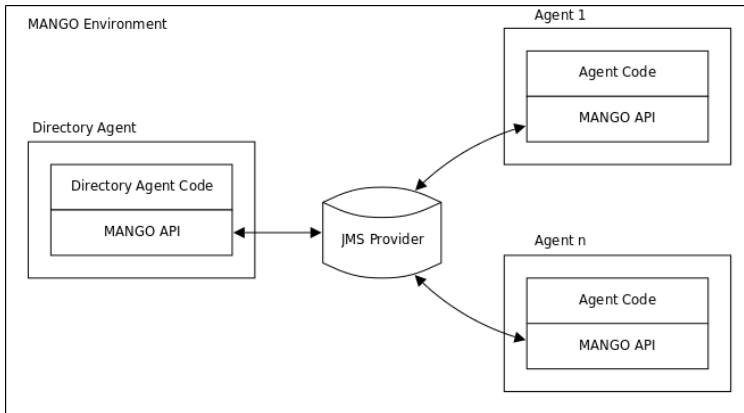 MANGO Environment
Agent 1
Agent Code
MANGO API
Directory Agent
Directory Agent Code
MANGO API
JMS Provider
Agent n
Agent Code
MANGO API